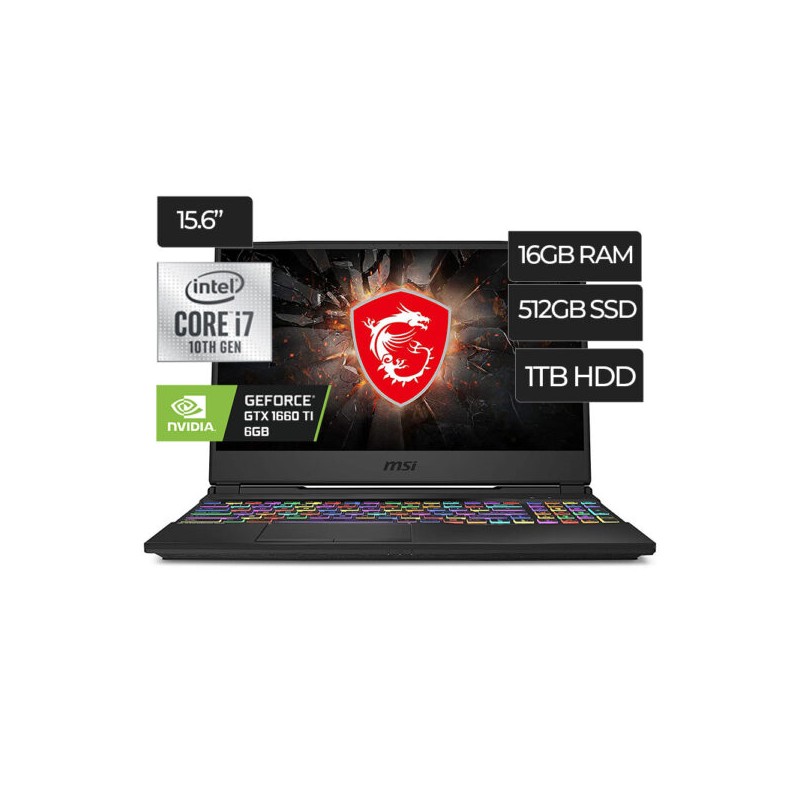 15.6”
intel
CORE i7
10TH GEN
NVIDIA.
GEFORCE®
GTX 1660 TI
6GB
16GB RAM
512GB SSD
1TB HDD
msi